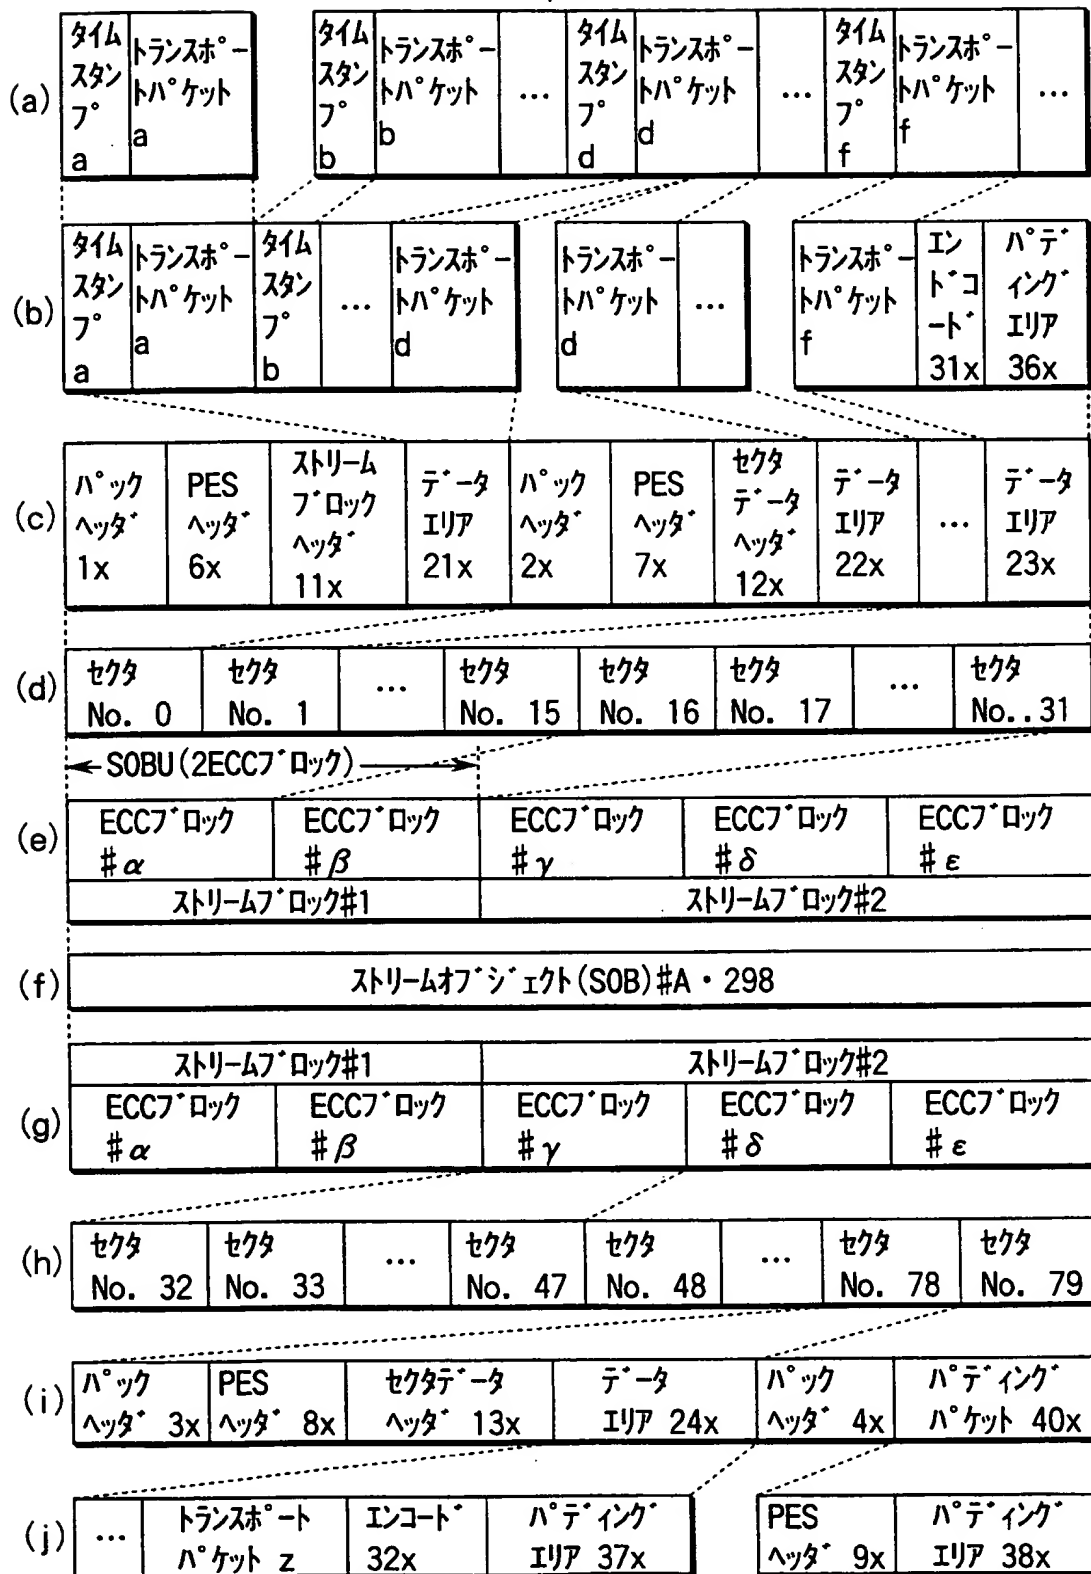 (a)
タイム
スタン
プ
a
トランスポー
トパケット
a
タイム
スタン
プ
b
トランスポー
トパケット
b
…
タイム
スタン
プ
d
トランスポー
トパケット
d
…
タイム
スタン
プ
f
トランスポー
トパケット
f
…
(b)
タイム
スタン
プ
a
トランスポー
トパケット
a
タイム
スタン
プ
b
…
トランスポー
トパケット
d
トランスポー
トパケット
d
…
トランスポー
トパケット
f
エン
ドコ
ード
31x
パデ
ィング
エリア
36x
(c)
パック
ヘッダ
1x
PES
ヘッダ
6x
ストリーム
ブロック
ヘッダ
11x
データ
エリア
21x
パック
ヘッダ
2x
PES
ヘッダ
7x
セクタ
データ
ヘッダ
12x
データ
エリア
22x
…
データ
エリア
23x
(d)
セクタ
No. 0
セクタ
No. 1
…
セクタ
No. 15
セクタ
No. 16
セクタ
No. 17
…
セクタ
No..31
SOBU(2ECCブロック)
(e)
ECCブロック
#α
ECCブロック
#β
ECCブロック
#γ
ECCブロック
#δ
ECCブロック
#ε
ストリームブロック#1
ストリームブロック#2
(f)
ストリームオブジェクト(SOB)#A・298
(g)
ストリームブロック#1
ストリームブロック#2
ECCブロック
#α
ECCブロック
#β
ECCブロック
#γ
ECCブロック
#δ
ECCブロック
#ε
(h)
セクタ
No. 32
セクタ
No. 33
…
セクタ
No. 47
セクタ
No. 48
…
セクタ
No. 78
セクタ
No. 79
(i)
パック
ヘッダ 3x
PES
ヘッダ 8x
セクタデータ
ヘッダ 13x
データ
エリア 24x
パック
ヘッダ 4x
パディング
パケット 40x
(j)
…
トランスポート
パケット z
エンコード
32x
パディング
エリア 37x
PES
ヘッダ 9x
パディング
エリア 38x